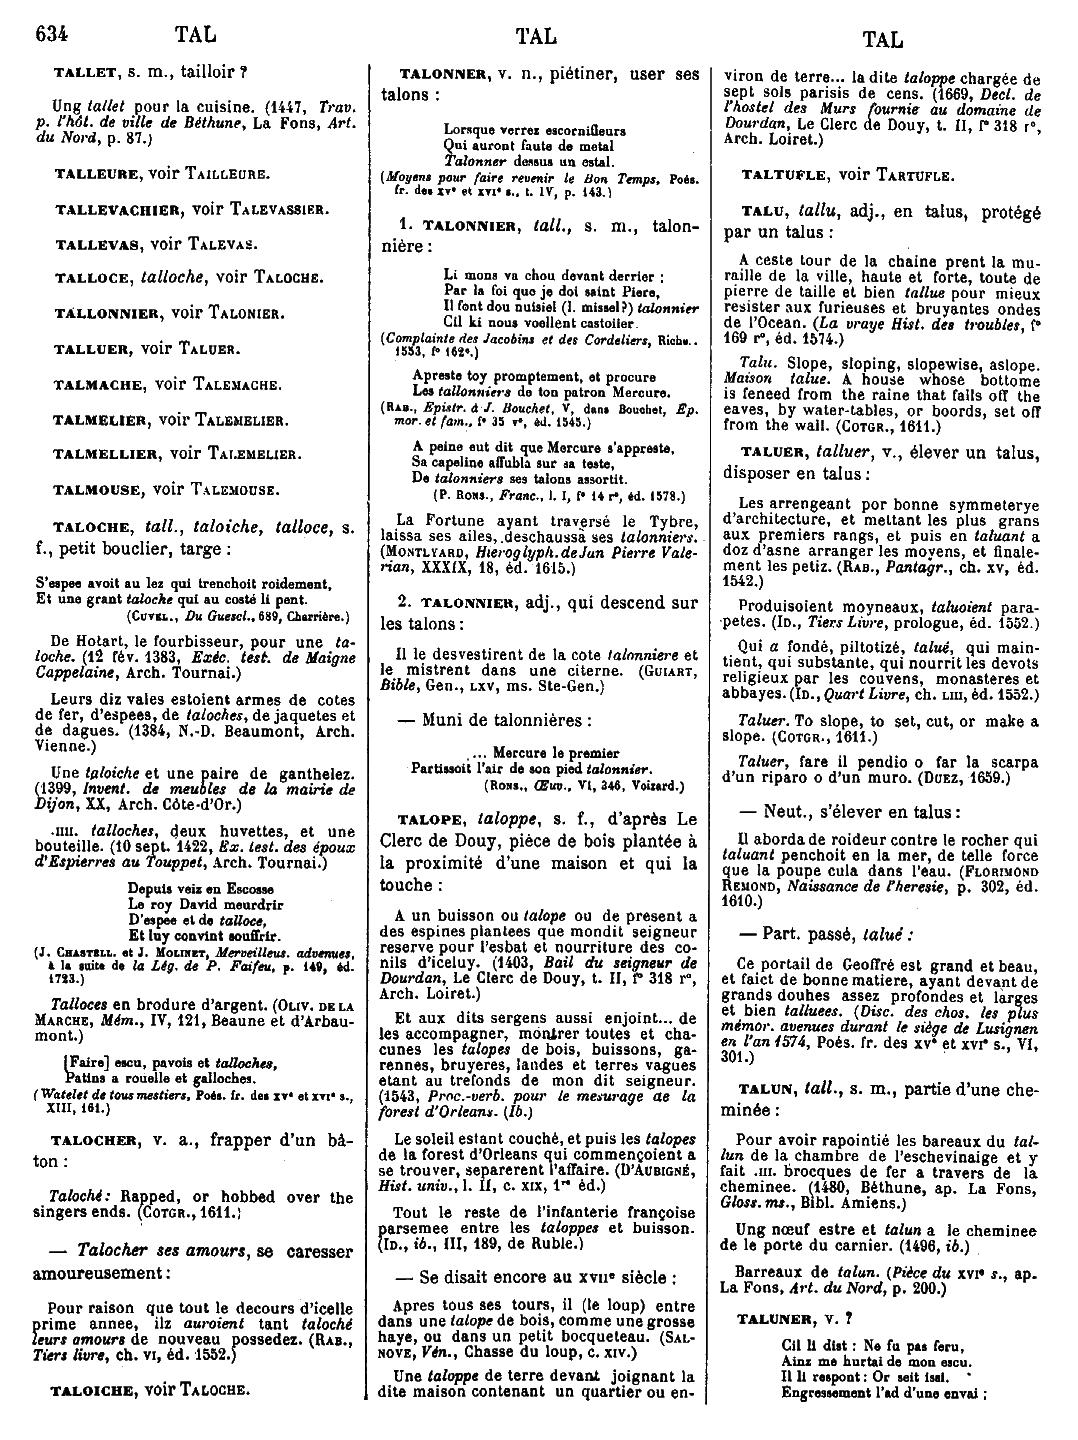 634 TAL TAL TAL
TALLET, s. m., tailloir ?
Ung tallet pour la cuisine. (1447, Trav.
p. l'hôt. de ville de Béthune, La Fons, Art.
du Nord, p. 87.)
TALLEURE, voir TAILLEURE.
TALLEVACHIER, voir TALEVASSIER.
TALLEVAS, voir TALEVAS.
TALLOCE, talloche, voir TALOCHE.
TALLONNIER, voir TALONIER.
TALLUER, voir TALUER.
TALMACHE, voir TALEMACHE.
TALMELIER, voir TALEMELIER.
TALMELLIER, voir TALEMELIER.
TALMOUSE, voir TALEMOUSE.
TALOCHE, tall., taloiche, talloce, s.
f., petit bouclier, targe :
S'espee avoit au lez qui trenchoit roidement,
Et une grant taloche qui au costé li pent.
(CUVEL., Du Guescl., 689, Charrière.)
De Hotart, le fourbisseur, pour une ta-
loche. (12 fév. 1383, Exéc. test. de Maigne
Cappelaine, Arch. Tournai.)
Leurs diz vales estoient armes de cotes
de fer, d'espees, de taloches, de jaquetes et
de dagues. (1384, N.-D. Beaumont, Arch.
Vienne.)
Une taloiche et une paire de ganthelez.
(1399, Invent. de meubles de la mairie de
Dijon, XX, Arch. Côte-d'Or.)
.IIII. talloches, deux huvettes, et une
bouteille. (10 sept. 1422, Ex. test. des époux
d'Espierres au Touppet, Arch. Tournai.)
Depuis veiz en Escosse
Le roy David meurdrir
D'espee et de talloce,
Et luy convint souffrir.
(J. CHASTELL. et J. MOLINET, Merveilleus. advenues,
à la suite de la Lég. de P. Faifeu, p. 149, éd.
1723.)
Talloces en brodure d'argent. (OLIV. DE LA
MARCHE, Mém., IV, 121, Beaune et d'Arbau-
mont.)
[Faire] escu, pavois et talloches,
Patins a rouelle et galloches.
(Watelet de tous mestiers, Poés. fr. des XVe et XVIe s.,
XIII, 161.)
TALOCHER, v. a., frapper d'un bâ-
ton :
Taloché : Rapped, or hobbed over the
singers ends. (COTGR., 1611.)
— Talocher ses amours, se caresser
amoureusement :
Pour raison que tout le decours d'icelle
prime annee, ilz auroient tant taloché
leurs amours de nouveau possedez. (RAB.,
Tiers livre, ch. VI, éd. 1552.)
TALOICHE, voir TALOCHE.
TALONNER, v. n., piétiner, user ses
talons :
Lorsque verrez escornifleurs
Qui auront faute de metal
Talonner dessus un estal.
(Moyens pour faire revenir le Bon Temps, Poés.
fr. des XVe et XVIe s., t. IV, p. 143.)
1. TALONNIER, tall., s. m., talon-
nière :
Li mons va chou devant derrier :
Par la foi que je doi saint Piere,
Il font dou nuisiel (l. missel?) talonnier
Cil ki nous voellent castoiier.
(Complainte des Jacobins et des Cordeliers, Richs..
1553, f° 162e.)
Apreste toy promptement, et procure
Les tallonniers de ton patron Mercure.
(RAB., Epistr. à J. Bouchet, V, dans Bouchet, Ep.
mor. et fam., f° 35 v°, éd. 1545.)
A peine eut dit que Mercure s'appreste,
Sa capeline affubla sur sa teste,
De talonniers ses talons assortit.
(P. RONS., Franc., l. I, f° 14 r°, éd. 1578.)
La Fortune ayant traversé le Tybre,
laissa ses ailes, deschaussa ses talonniers.
(MONTLYARD, Hieroglyph. de Jan Pierre Vale-
rian, XXXIX, 18, éd. 1615.)
2. TALONNIER, adj., qui descend sur
les talons :
Il le desvestirent de la cote talonniere et
le mistrent dans une citerne. (GUIART,
Bible, Gen., LXV, ms. Ste-Gen.)
— Muni de talonnières :
... Mercure le premier
Partissoit l'air de son pied talonnier.
(RONS., Œuv., VI, 346, Voizard.)
TALOPE, taloppe, s. f., d'après Le
Clerc de Douy, pièce de bois plantée à
la proximité d'une maison et qui la
touche :
A un buisson ou talope ou de present a
des espines plantees que mondit seigneur
reserve pour l'esbat et nourriture des co-
nils d'iceluy. (1403, Bail du seigneur de
Dourdan, Le Clerc de Douy, t. II, f° 318 r°,
Arch. Loiret.)
Et aux dits sergens aussi enjoint... de
les accompagner, montrer toutes et cha-
cunes les talopes de bois, buissons, ga-
rennes, bruyeres, landes et terres vagues
etant au trefonds de mon dit seigneur.
(1543, Proc.-verb. pour le mesurage de la
forest d'Orleans. (Ib.)
Le soleil estant couché, et puis les talopes
de la forest d'Orleans qui commençoient a
se trouver, separerent l'affaire. (D'AUBIGNÉ,
Hist. univ., l. II, c. XIX, 1re éd.)
Tout le reste de l'infanterie françoise
parsemee entre les taloppes et buisson.
(ID., ib., III, 189, de Ruble.)
— Se disait encore au XVIIe siècle :
Apres tous ses tours, il (le loup) entre
dans une talope de bois, comme une grosse
haye, ou dans un petit bocqueteau. (SAL-
NOVE, Vén., Chasse du loup, c. XIV.)
Une taloppe de terre devant joignant la
dite maison contenant un quartier ou en-
viron de terre... la dite taloppe chargée de
sept sols parisis de cens. (1669, Decl. de
l'hostel des Murs fournie au domaine de
Dourdan, Le Clerc de Douy, t. II, f° 318 r°,
Arch. Loiret.)
TALTUFLE, voir TARTUFLE.
TALU, tallu, adj., en talus, protégé
par un talus :
A ceste tour de la chaine prent la mu-
raille de la ville, haute et forte, toute de
pierre de taille et bien tallue pour mieux
resister aux furieuses et bruyantes ondes
de l'Ocean. (La vraye Hist. des troubles, f°
169 r°, éd. 1574.)
Talu. Slope, sloping, slopewise, aslope.
Maison talue. A house whose bottome
is feneed from the raine that falls off the
eaves, by water-tables, or boords, set off
from the wall. (COTGR., 1611.)
TALUER, talluer, v., élever un talus,
disposer en talus :
Les arrengeant por bonne symmeterye
d'architecture, et mettant les plus grans
aux premiers rangs, et puis en taluant a
doz d'asne arranger les moyens, et finale-
ment les petiz. (RAB., Pantagr., ch. XV, éd.
1542.)
Produisoient moyneaux, taluoient para-
petes. (ID., Tiers Livre, prologue, éd. 1552.)
Qui a fondé, piltotizé, talué, qui main-
tient, qui substante, qui nourrit les devots
religieux par les couvens, monasteres et
abbayes. (ID., Quart Livre, ch. LIII, éd. 1552.)
Taluer. To slope, to set, cut, or make a
slope. (COTGR., 1611.)
Taluer, fare il pendio o far la scarpa
d'un riparo o d'un muro. (DUEZ, 1659.)
— Neut., s'élever en talus :
Il aborda de roideur contre le rocher qui
taluant penchoit en la mer, de telle force
que la poupe cula dans l'eau. (FLORIMOND
REMOND, Naissance de l'heresie, p. 302, éd.
1610.)
— Part. passé, talué :
Ce portail de Geoffré est grand et beau,
et faict de bonne matiere, ayant devant de
grands douhes assez profondes et larges
et bien talluees. (Disc. des chos. les plus
mémor. avenues durant le siège de Lusignen
en l'an 1574, Poés. fr. des XVe et XVIe s., VI,
301.)
TALUN, tall., s. m., partie d'une che-
minée :
Pour avoir rapointié les bareaux du tal-
lun de la chambre de l'eschevinaige et y
fait .III. brocques de fer a travers de la
cheminee. (1480, Béthune, ap. La Fons,
Gloss. ms., Bibl. Amiens.)
Ung nœuf estre et talun a le cheminee
de le porte du carnier. (1496, ib.)
Barreaux de talun. (Pièce du XVIe s., ap.
La Fons, Art. du Nord, p. 200.)
TALUNER, v. ?
Cil li dist : Ne fu pas feru,
Ainz me hurtai de mon escu.
Il li respont : Or seit issi.
Engressement l'ad d'une envai ;